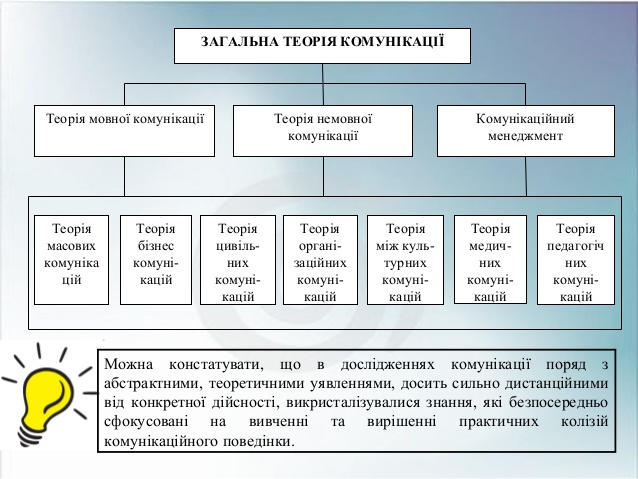 ЗАГАЛЬНА ТЕОРІЯ КОМУНІКАЦІЇ
Теорія мовної комунікації
Теорія немовної
комунікації
Комунікаційний
менеджмент
Теорія
масових
комуніка
цій
Теорія
бізнес
комуні-
кацій
Теорія
цивіль-
них
комуні-
кацій
Теорія
органі-
заційних
комуні-
кацій
Теорія
між куль-
турних
комуні-
кацій
Теорія
медич-
них
комуні-
кацій
Теорія
педагогіч
них
комуні-
кацій
Можна констатувати, що в дослідженнях комунікації поряд з
абстрактними, теоретичними уявленнями, досить сильно дистанційними
від конкретної дійсності, викристалізувалися знання, які безпосередньо
сфокусовані на вивченні та вирішенні практичних колізій
комунікаційного поведінки.